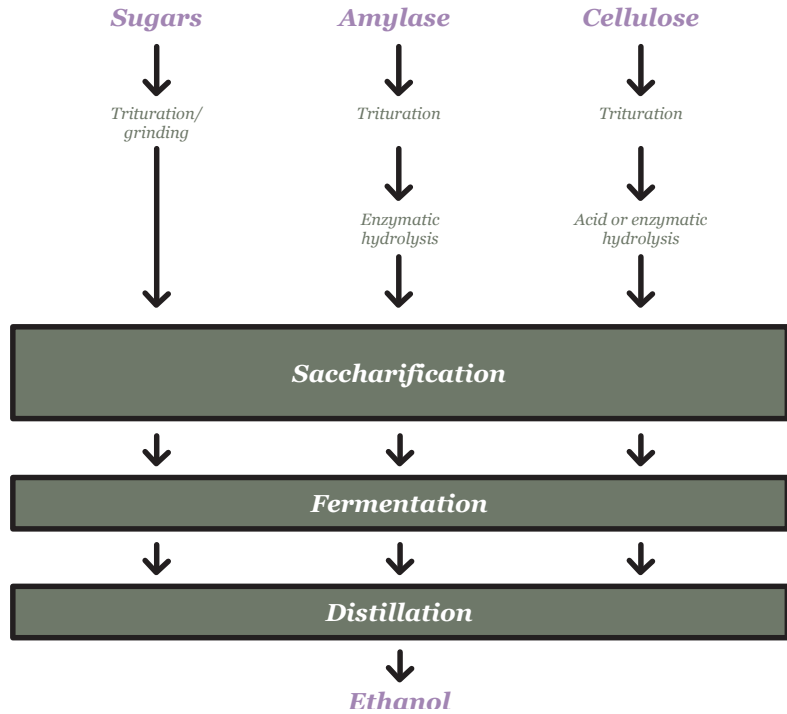 Sugars
Amylase
Cellulose
Trituration/
grinding
Trituration
Trituration
Enzymatic
hydrolysis
Acid or enzymatic
hydrolysis
Saccharification
Fermentation
Distillation
Ethanol